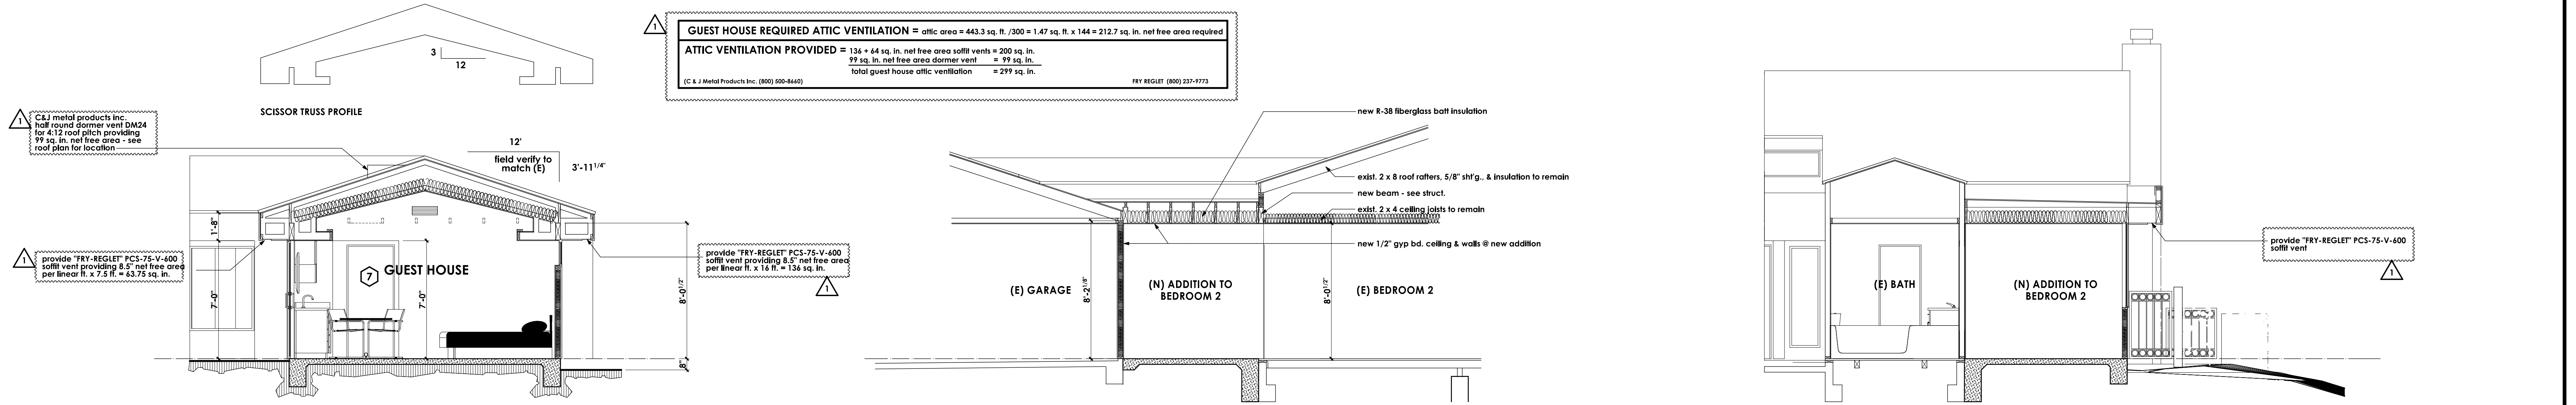 3
12
SCISSOR TRUSS PROFILE
1
GUEST HOUSE REQUIRED ATTIC VENTILATION = attic area = 443.3 sq. ft. /300 = 1.47 sq. ft. x 144 = 212.7 sq. in. net free area required
ATTIC VENTILATION PROVIDED = 136 + 64 sq. in. net free area soffit vents = 200 sq. in.
99 sq. in. net free area dormer vent = 99 sq. in.
total guest house attic ventilation = 299 sq. in.
(C & J Metal Products Inc. (800) 500-8660)
FRY REGLET (800) 237-9773
1
C&J metal products inc.
half round dormer vent DM24
for 4:12 roof pitch providing
99 sq. in. net free area - see
roof plan for location
12'
field verify to
match (E)
3'-11 1/4"
1'-8"
7'-0"
1
provide "FRY-REGLET" PCS-75-V-600
soffit vent providing 8.5" net free area
per linear ft. x 7.5 ft. = 63.75 sq. in.
7
GUEST HOUSE
7'-0"
8'-0 1/2"
8"
provide "FRY-REGLET" PCS-75-V-600
soffit vent providing 8.5" net free area
per linear ft. x 16 ft. = 136 sq. in.
1
new R-38 fiberglass batt insulation
exist. 2 x 8 roof rafters, 5/8" sht'g., & insulation to remain
new beam - see struct.
exist. 2 x 4 ceiling joists to remain
new 1/2" gyp bd. ceiling & walls @ new addition
(E) GARAGE
8'-2 1/8"
(N) ADDITION TO
BEDROOM 2
8'-0 1/2"
(E) BEDROOM 2
(E) BATH
(N) ADDITION TO
BEDROOM 2
provide "FRY-REGLET" PCS-75-V-600
soffit vent
1